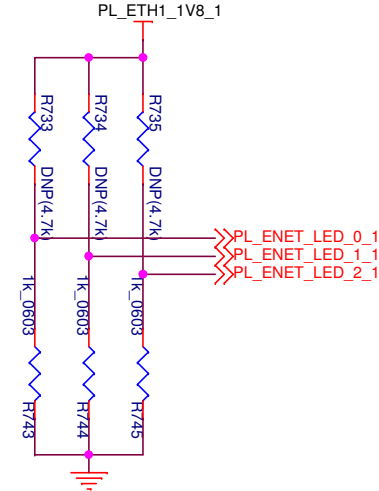 PL_ETH1_1V8_1
R733
R734
R735
DNP(4.7k)
DNP(4.7k)
DNP(4.7k)
PL_ENET_LED_0_1
PL_ENET_LED_1_1
PL_ENET_LED_2_1
1k_0603
1k_0603
1k_0603
R743
R744
R745